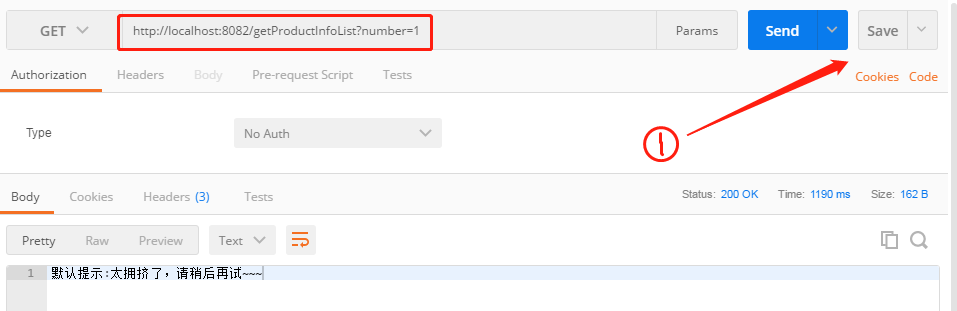 GET http://localhost:8082/getProductInfoList?number=1 Params Send Save
Authorization Headers Body Pre-request Script Tests Cookies Code
Type No Auth
1
Body Cookies Headers (3) Tests Status: 200 OK Time: 1190 ms Size: 162 B
Pretty Raw Preview Text
1 默认提示:太拥挤了，请稍后再试~~~